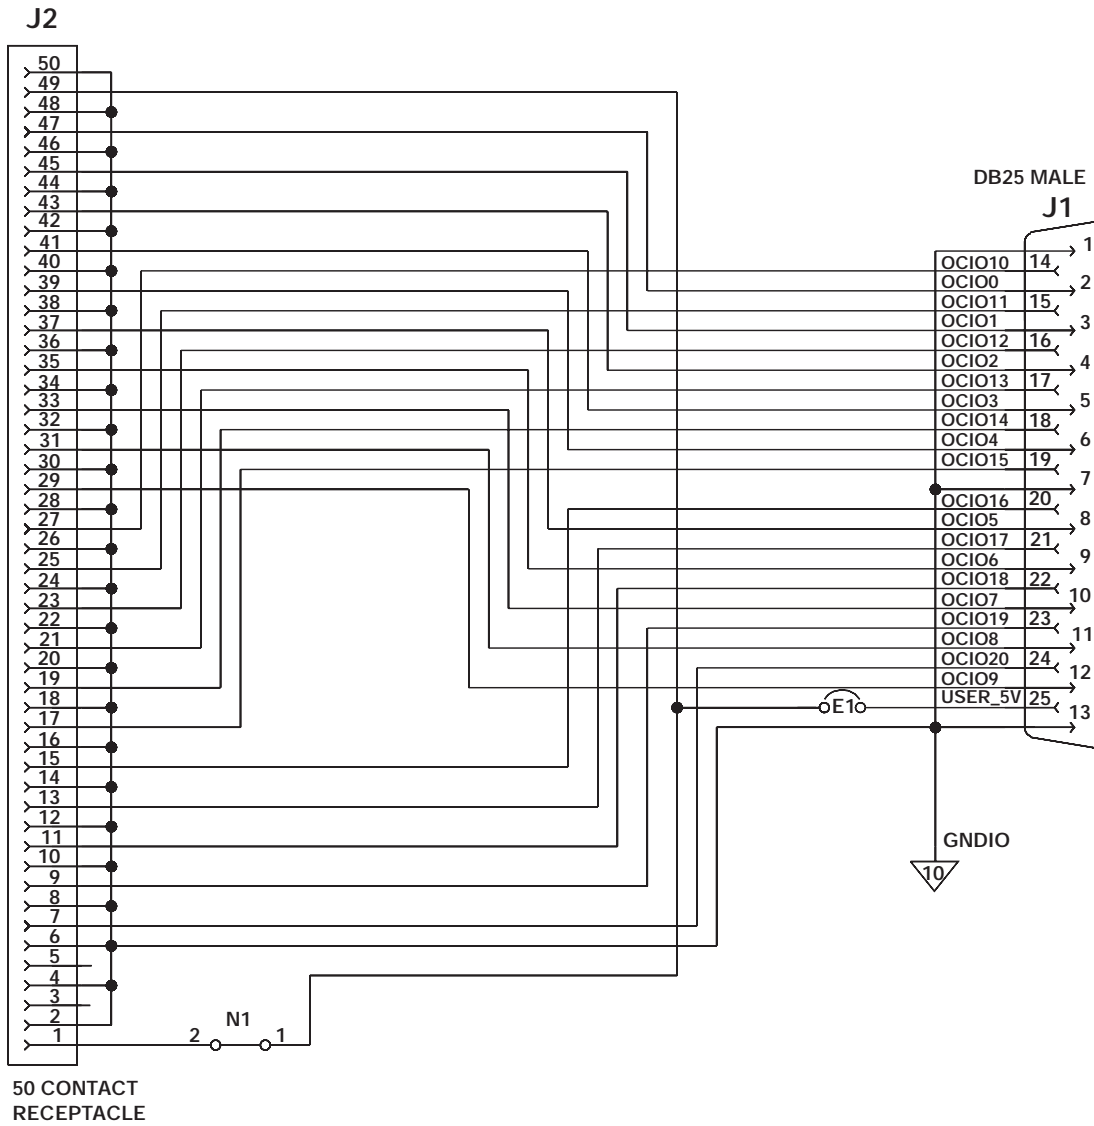 J2
50
49
48
47
46
45
44
43
42
41
40
39
38
37
36
35
34
33
32
31
30
29
28
27
26
25
24
23
22
21
20
19
18
17
16
15
14
13
12
11
10
9
8
7
6
5
4
3
2
1
50 CONTACT
RECEPTACLE
2 N1 1
DB25 MALE
J1
1
OCIO10 14
OCIO0 2
OCIO11 15
OCIO1 3
OCIO12 16
OCIO2 4
OCIO13 17
OCIO3 5
OCIO14 18
OCIO4 6
OCIO15 19
7
OCIO16 20
OCIO5 8
OCIO17 21
OCIO6 9
OCIO18 22
OCIO7 10
OCIO19 23
OCIO8 11
OCIO20 24
OCIO9 12
E1 USER_5V 25
13
GNDIO
10